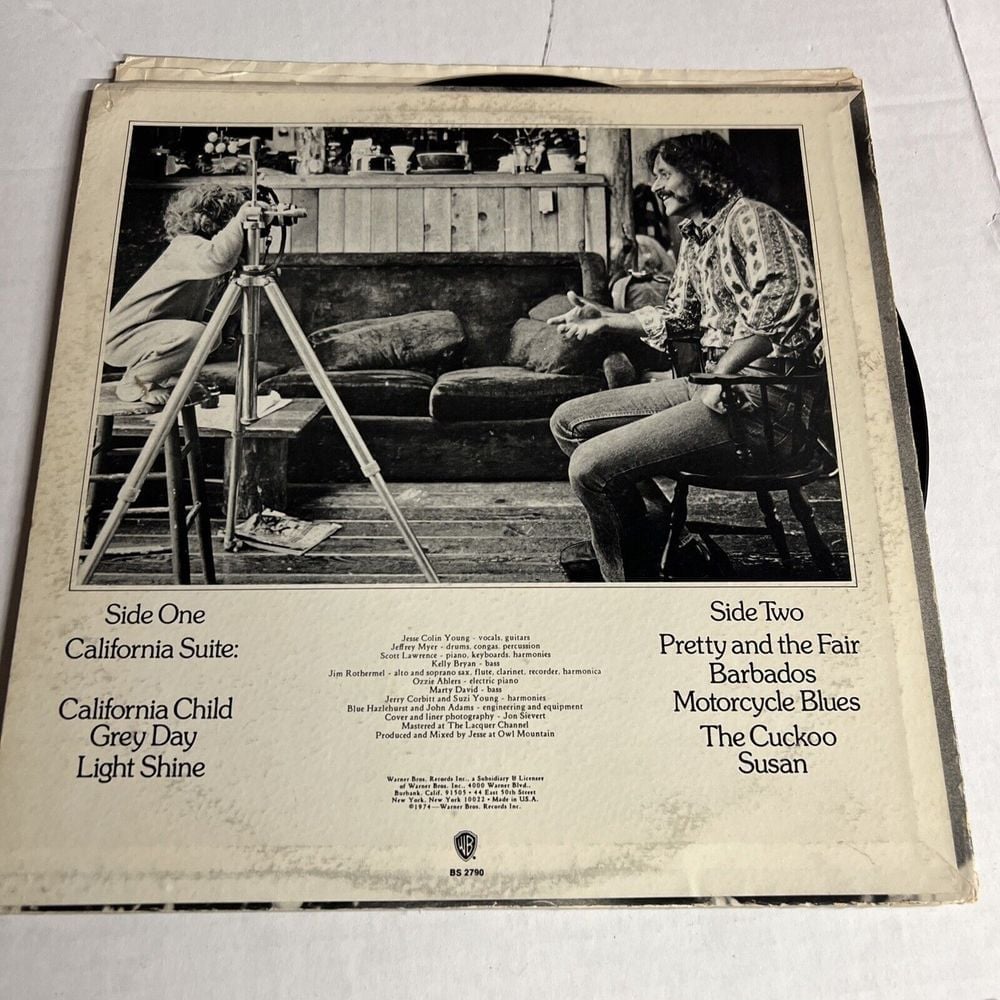 Side One
California Suite:
California Child
Grey Day
Light Shine
Jesse Colin Young - vocals, guitars
Jeffrey Myer - drums, congas, percussion
Scott Lawrence - piano, keyboards, harmonies
Kelly Bryan - bass
Jim Rothermel - alto and soprano sax, flute, clarinet, recorder, harmonica
Ozzie Ahlers - electric piano
Marty David - bass
Jerry Corbitt and Suzi Young - harmonies
Blue Hazlehurst and John Adams - engineering and equipment
Cover and liner photography - Jon Sievert
Mastered at The Lacquer Channel
Produced and Mixed by Jesse at Owl Mountain
Side Two
Pretty and the Fair
Barbados
Motorcycle Blues
The Cuckoo
Susan
Warner Bros. Records Inc., a Subsidiary & Licensee
of Warner Bros. Inc., 4000 Warner Blvd.,
Burbank, Calif. 91505 • 44 East 50th Street
New York, New York 10022 • Made in U.S.A.
©1974—Warner Bros. Records Inc.
WB
BS 2790